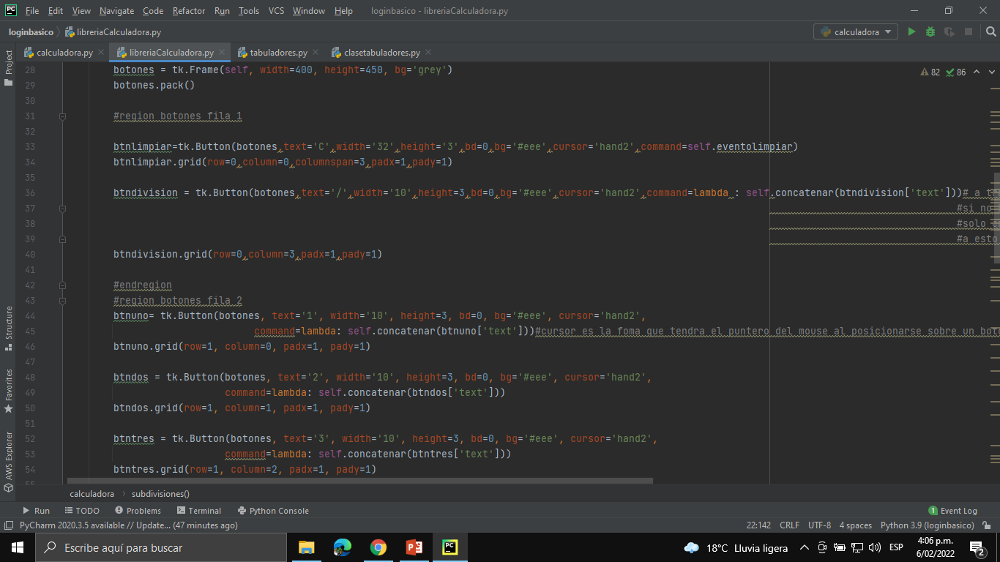 PC File Edit View Navigate Code Refactor Run Tools VCS Window Help loginbasico - libreriaCalculadora.py
loginbasico libreriaCalculadora.py calculadora
calculadora.py libreriaCalculadora.py tabuladores.py clasetabuladores.py
Project
Structure
Favorites
AWS Explorer
82 86
28 botones = tk.Frame(self, width=400, height=450, bg='grey')
29 botones.pack()
30
31 #region botones fila 1
32
33 btnlimpiar=tk.Button(botones,text='C',width='32',height='3',bd=0,bg='#eee',cursor='hand2',command=self.eventolimpiar)
34 btnlimpiar.grid(row=0,column=0,columnspan=3,padx=1,pady=1)
35
36 btndivision = tk.Button(botones,text='/',width='10',height=3,bd=0,bg='#eee',cursor='hand2',command=lambda : self.concatenar(btndivision['text']))# a
37 #si no
38 #solo
39 #a esto
40 btndivision.grid(row=0,column=3,padx=1,pady=1)
41
42 #endregion
43 #region botones fila 2
44 btnuno= tk.Button(botones, text='1', width='10', height=3, bd=0, bg='#eee', cursor='hand2',
45 command=lambda: self.concatenar(btnuno['text']))#cursor es la foma que tendra el puntero del mouse al posicionarse sobre un
46 btnuno.grid(row=1, column=0, padx=1, pady=1)
47
48 btndos = tk.Button(botones, text='2', width='10', height=3, bd=0, bg='#eee', cursor='hand2',
49 command=lambda: self.concatenar(btndos['text']))
50 btndos.grid(row=1, column=1, padx=1, pady=1)
51
52 btntres = tk.Button(botones, text='3', width='10', height=3, bd=0, bg='#eee', cursor='hand2',
53 command=lambda: self.concatenar(btntres['text']))
54 btntres.grid(row=1, column=2, padx=1, pady=1)
calculadora subdivisiones()
Run TODO Problems Terminal Python Console 1 Event Log
PyCharm 2020.3.5 available // Update... (47 minutes ago) 22:142 CRLF UTF-8 4 spaces Python 3.9 (loginbasico)
Escribe aquí para buscar 18°C Lluvia ligera ESP 4:06 p.m.
6/02/2022 2